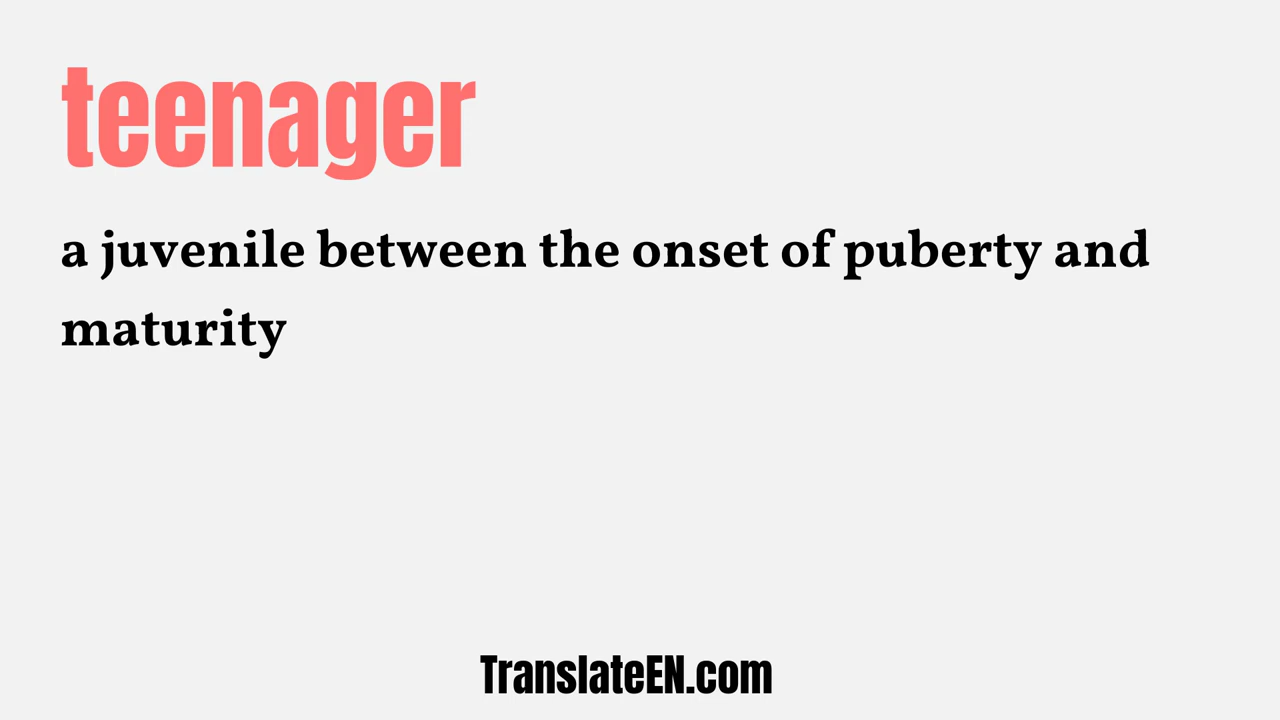 teenager
a juvenile between the onset of puberty and
maturity
TranslateEN.com